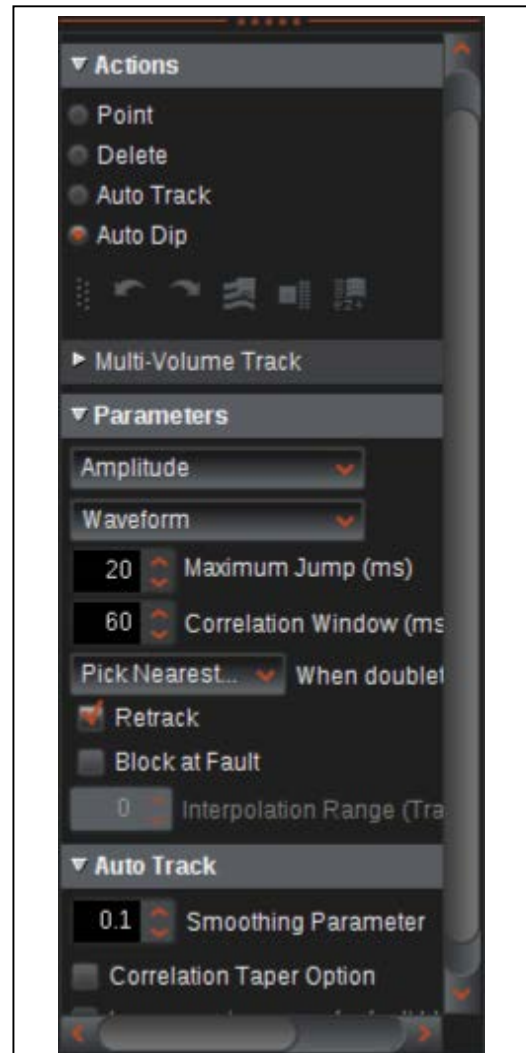 Actions
Point
Delete
Auto Track
Auto Dip
Multi-Volume Track
Parameters
Amplitude
Waveform
20 Maximum Jump (ms)
60 Correlation Window (ms
Pick Nearest... When doublet
Retrack
Block at Fault
0 Interpolation Range (Tra
Auto Track
0.1 Smoothing Parameter
Correlation Taper Option